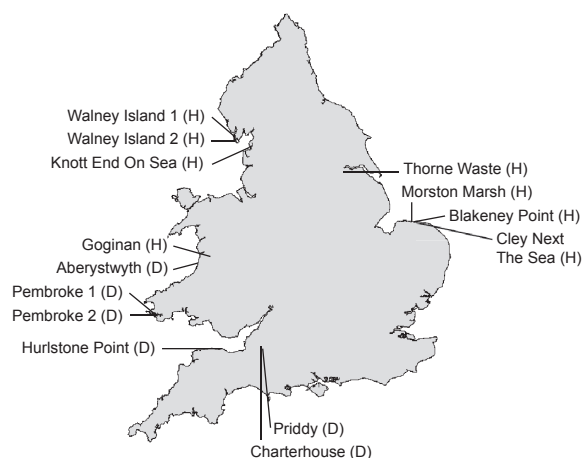 Walney Island 1 (H)
Walney Island 2 (H)
Knott End On Sea (H)
Thorne Waste (H)
Morston Marsh (H)
Blakeney Point (H)
Cley Next
The Sea (H)
Goginan (H)
Aberystwyth (D)
Pembroke 1 (D)
Pembroke 2 (D)
Hurlstone Point (D)
Priddy (D)
Charterhouse (D)